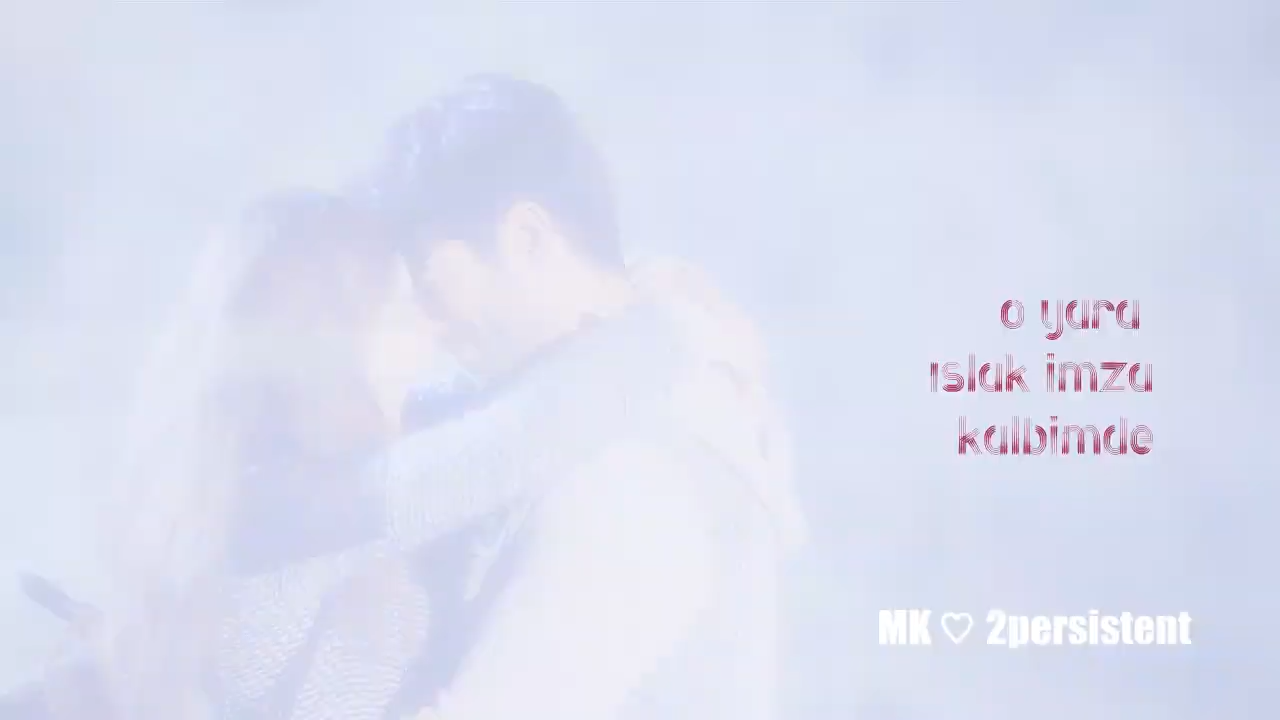 o yara
ıslak imza
kalbimde
MK ♡ 2persistent